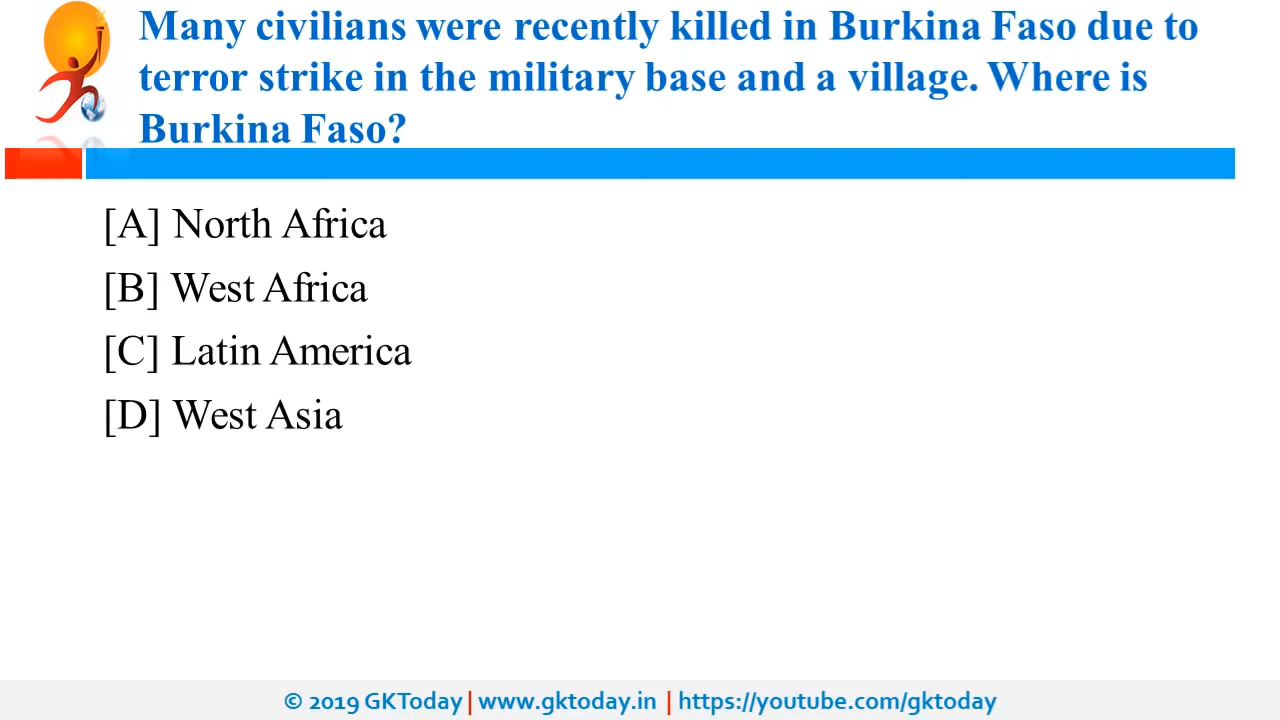 Many civilians were recently killed in Burkina Faso due to
terror strike in the military base and a village. Where is
Burkina Faso?
[A] North Africa
[B] West Africa
[C] Latin America
[D] West Asia
© 2019 GKToday | www.gktoday.in | https://youtube.com/gktoday